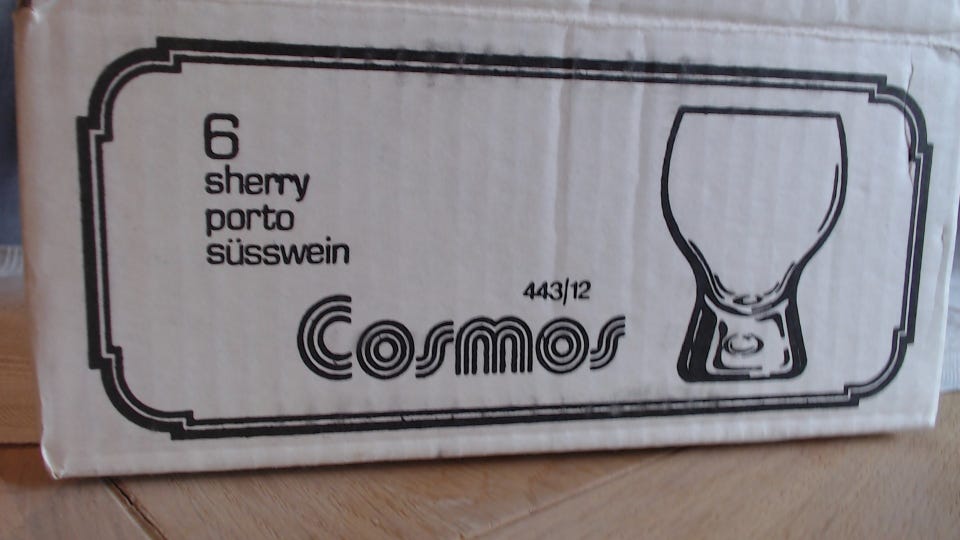 6
sherry
porto
süsswein
443/12
Cosmos